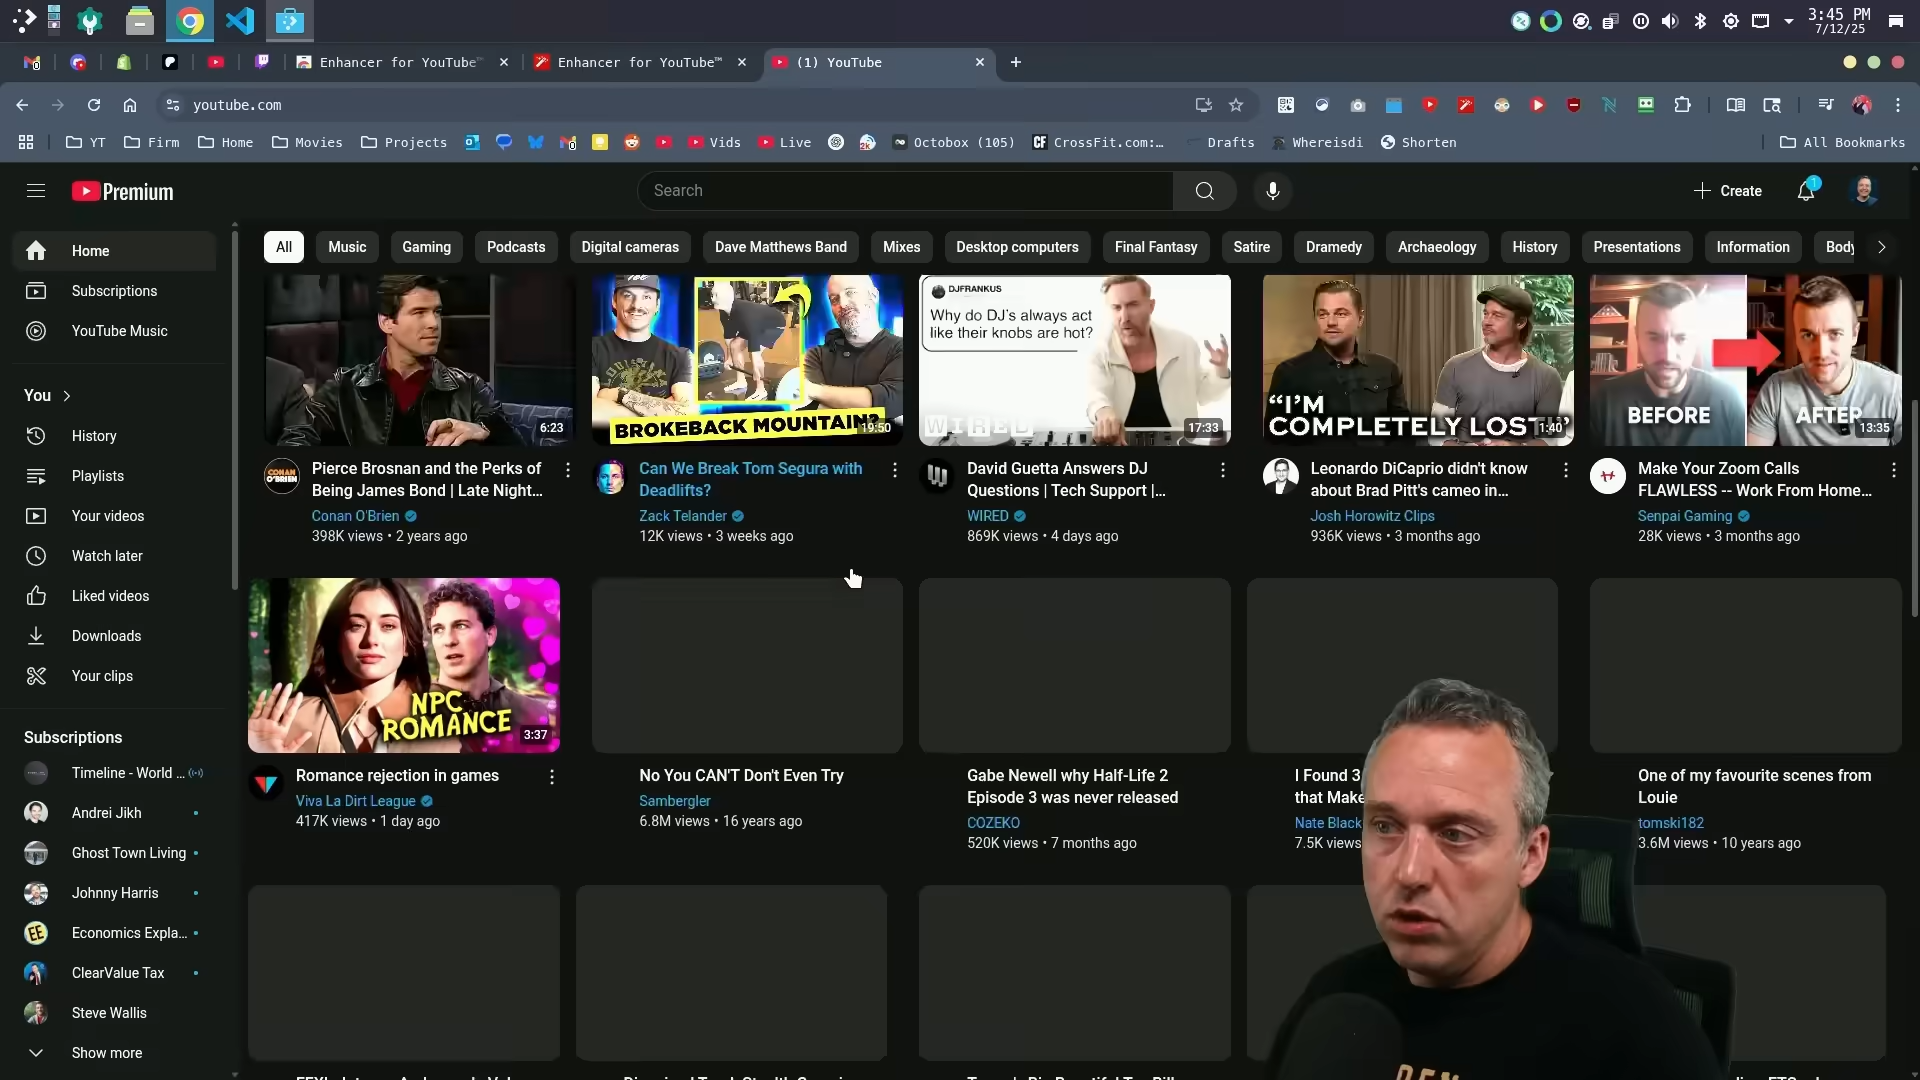 3:45 PM
7/12/25
Enhancer for YouTube™
Enhancer for YouTube™
(1) YouTube
youtube.com
YT
Firm
Home
Movies
Projects
Vids
Live
Octobox (105)
CF CrossFit.com:...
Drafts
Whereisdi
Shorten
All Bookmarks
Premium
Search
Create
1
Home
Subscriptions
YouTube Music
You
History
Playlists
Your videos
Watch later
Liked videos
Downloads
Your clips
Subscriptions
Timeline - World ...
Andrei Jikh
Ghost Town Living
Johnny Harris
EE
Economics Expla...
ClearValue Tax
Steve Wallis
Show more
All
Music
Gaming
Podcasts
Digital cameras
Dave Matthews Band
Mixes
Desktop computers
Final Fantasy
Satire
Dramedy
Archaeology
History
Presentations
Information
Body
6:23
CONAN O'BRIEN
Pierce Brosnan and the Perks of
Being James Bond | Late Night...
Conan O'Brien
398K views • 2 years ago
BROKEBACK MOUNTAIN?
19:50
Can We Break Tom Segura with
Deadlifts?
Zack Telander
12K views • 3 weeks ago
DJFRANKUS
Why do DJ's always act
like their knobs are hot?
WIRED
17:33
David Guetta Answers DJ
Questions | Tech Support |...
WIRED
869K views • 4 days ago
"I'M
COMPLETELY LOST"
1:40
Leonardo DiCaprio didn't know
about Brad Pitt's cameo in...
Josh Horowitz Clips
936K views • 3 months ago
BEFORE
AFTER
13:35
Make Your Zoom Calls
FLAWLESS -- Work From Home...
Senpai Gaming
28K views • 3 months ago
NPC
ROMANCE
3:37
Romance rejection in games
Viva La Dirt League
417K views • 1 day ago
No You CAN'T Don't Even Try
Sambergler
6.8M views • 16 years ago
Gabe Newell why Half-Life 2
Episode 3 was never released
COZEKO
520K views • 7 months ago
I Found 3
that Make
Nate Black
7.5K views
One of my favourite scenes from
Louie
tomski182
3.6M views • 10 years ago